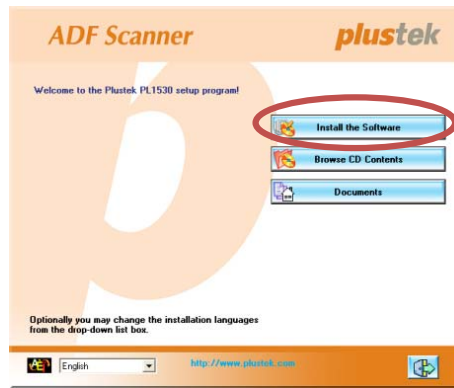 ADF Scanner
plustek
Welcome to the Plustek PL1530 setup program!
Install the Software
Browse CD Contents
Documents
Optionally you may change the installation languages
from the drop-down list box.
English
http://www.plustek.com